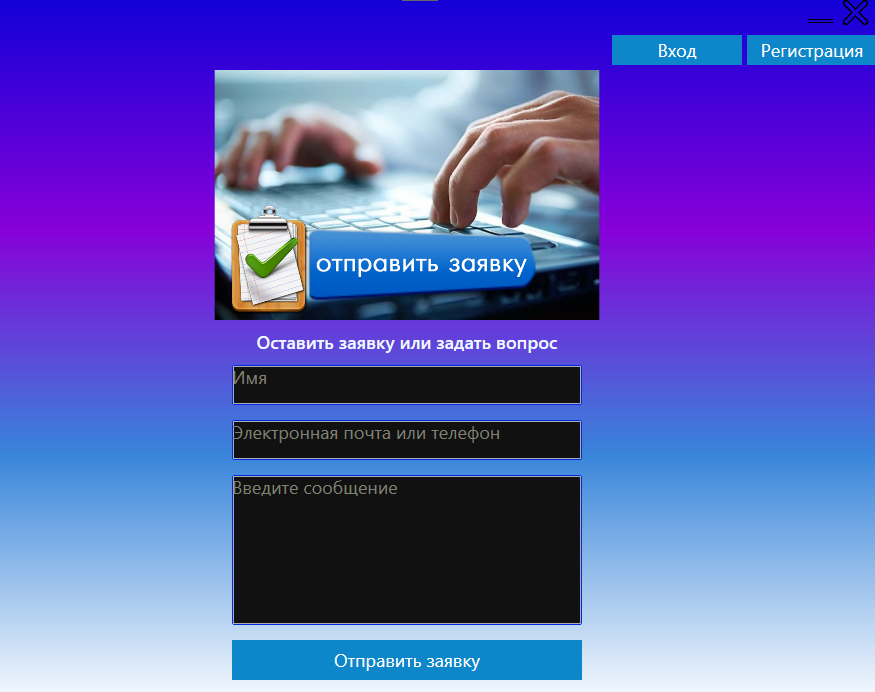 Вход
Регистрация
отправить заявку
Оставить заявку или задать вопрос
Имя
Электронная почта или телефон
Введите сообщение
Отправить заявку